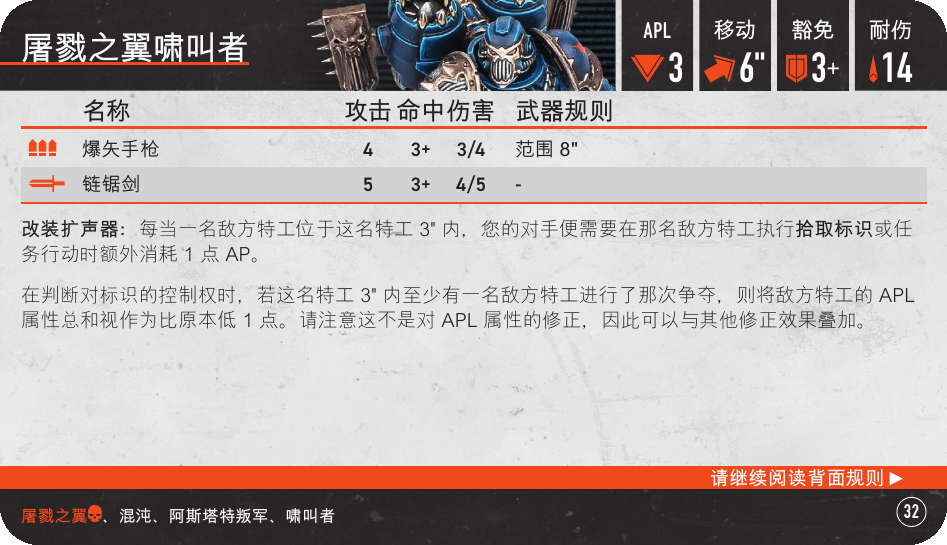 屠戮之翼啸叫者
APL 移动 豁免 耐伤
3 6" 3+ 14
名称 攻击 命中 伤害 武器规则
爆矢手枪 4 3+ 3/4 范围 8"
链锯剑 5 3+ 4/5 -
改装扩声器：每当一名敌方特工位于这名特工 3" 内，您的对手便需要在那名敌方特工执行拾取标识或任
务行动时额外消耗 1 点 AP。
在判断对标识的控制权时，若这名特工 3" 内至少有一名敌方特工进行了那次争夺，则将敌方特工的 APL
属性总和视作为比原本低 1 点。请注意这不是对 APL 属性的修正，因此可以与其他修正效果叠加。
请继续阅读背面规则 ▶
屠戮之翼、混沌、阿斯塔特叛军、啸叫者
32